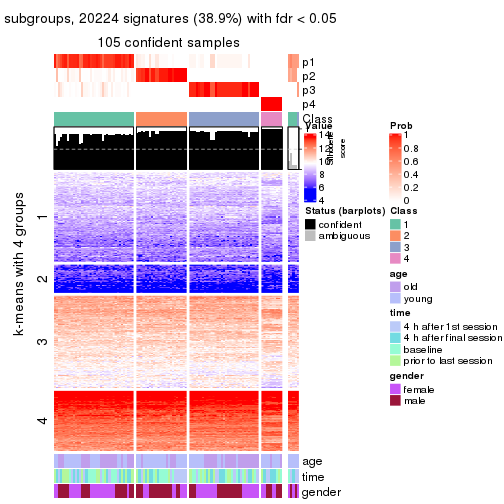 subgroups, 20224 signatures (38.9%) with fdr < 0.05
105 confident samples
p1
p2
p3
p4
Class
Value
14
12
10
8
6
4
score
k-means with 4 groups
1
2
3
4
age
time
gender
Status (barplots)
confident
ambiguous
Prob
1
0.8
0.6
0.4
0.2
0
Class
1
2
3
4
age
old
young
time
4 h after 1st session
4 h after final session
baseline
prior to last session
gender
female
male